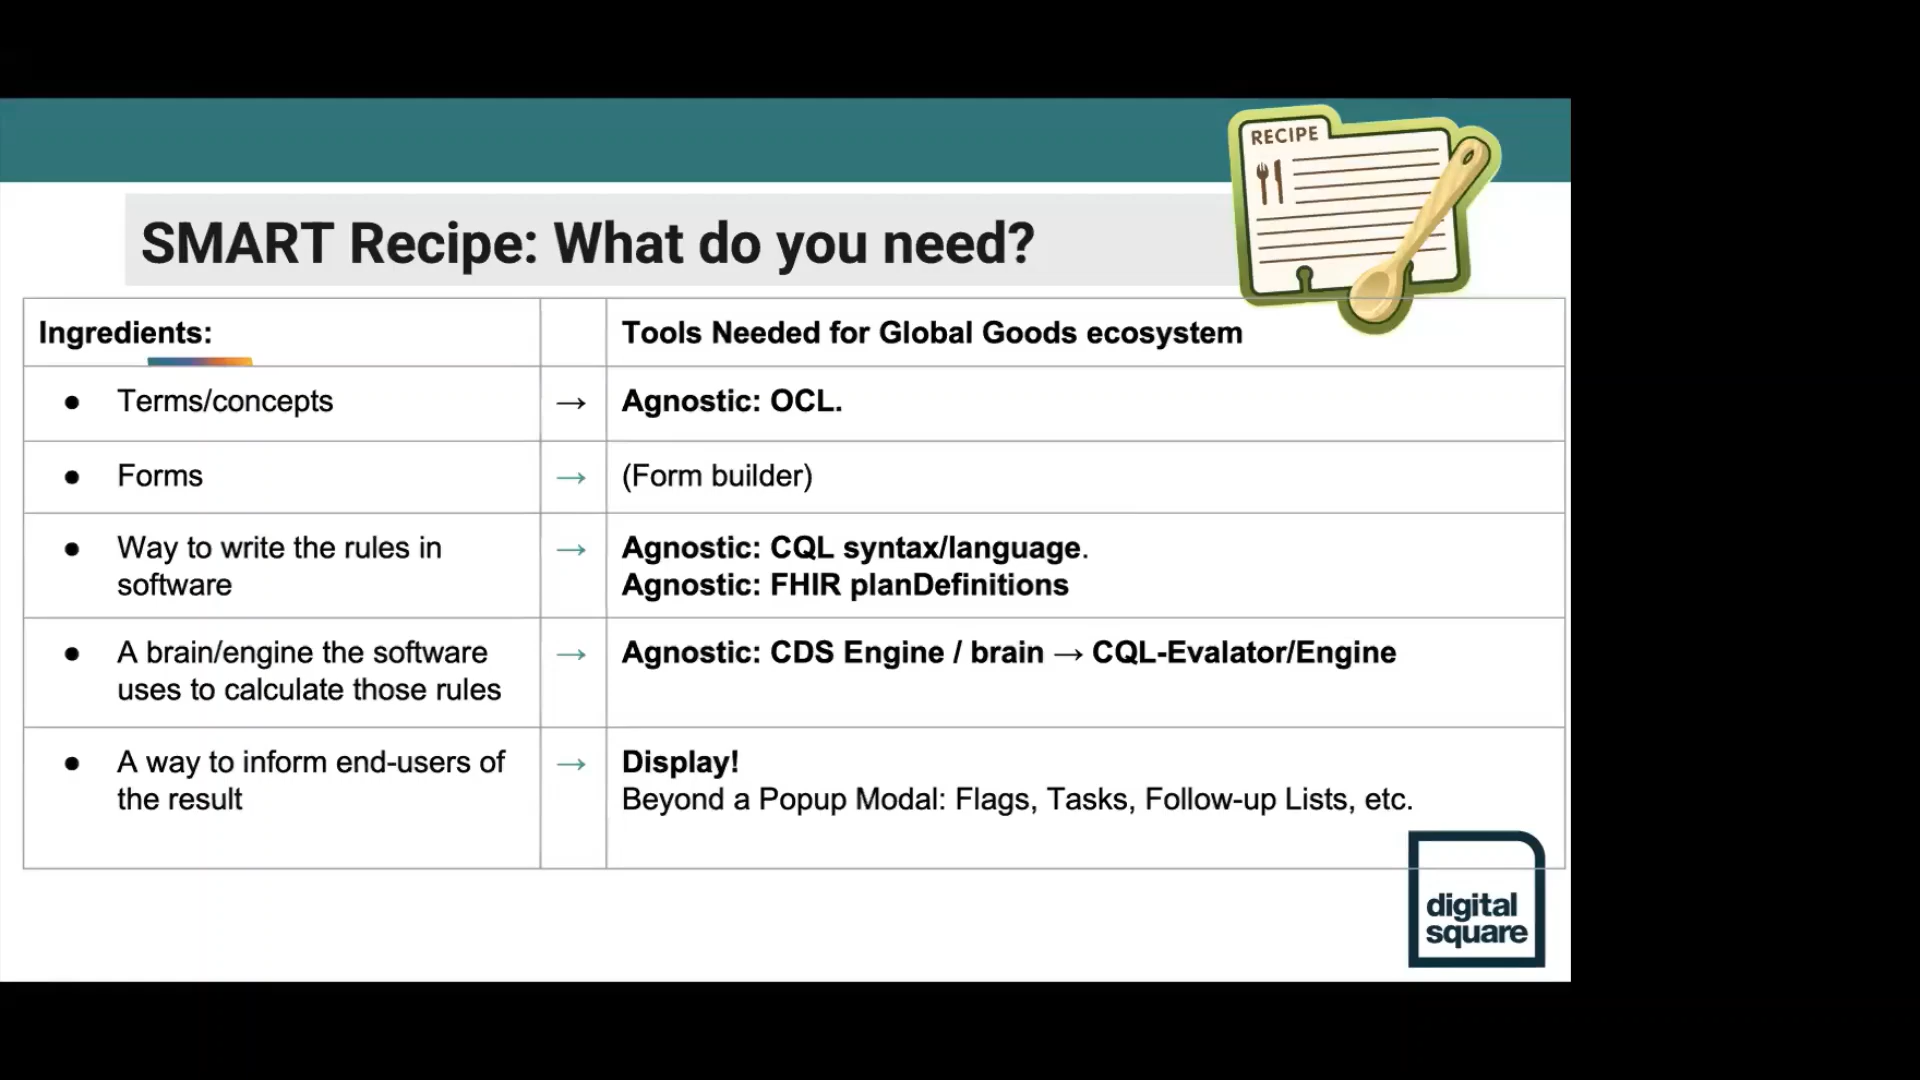 RECIPE
SMART Recipe: What do you need?
Ingredients:
Tools Needed for Global Goods ecosystem
● Terms/concepts
→
Agnostic: OCL.
● Forms
→
(Form builder)
● Way to write the rules in
software
→
Agnostic: CQL syntax/language.
Agnostic: FHIR planDefinitions
● A brain/engine the software
uses to calculate those rules
→
Agnostic: CDS Engine / brain → CQL-Evalator/Engine
● A way to inform end-users of
the result
→
Display!
Beyond a Popup Modal: Flags, Tasks, Follow-up Lists, etc.
digital
square